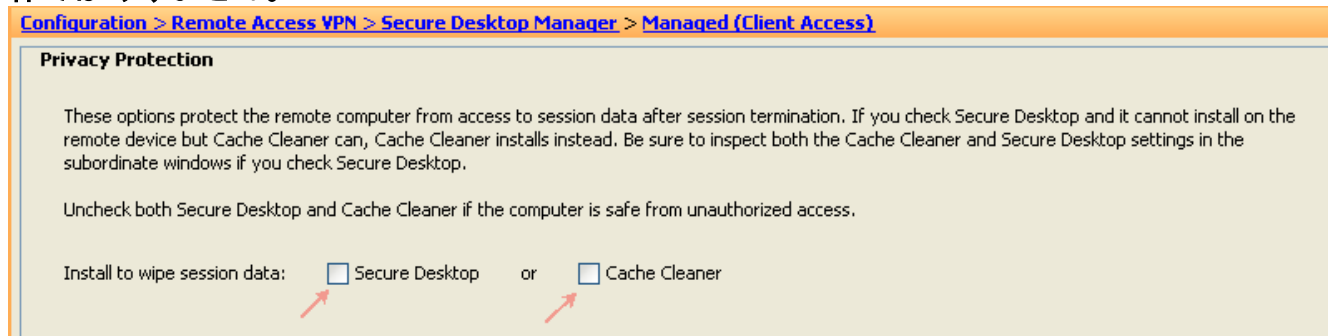 Configuration > Remote Access VPN > Secure Desktop Manager > Managed (Client Access)
Privacy Protection
These options protect the remote computer from access to session data after session termination. If you check Secure Desktop and it cannot install on the
remote device but Cache Cleaner can, Cache Cleaner installs instead. Be sure to inspect both the Cache Cleaner and Secure Desktop settings in the
subordinate windows if you check Secure Desktop.
Uncheck both Secure Desktop and Cache Cleaner if the computer is safe from unauthorized access.
Install to wipe session data: Secure Desktop or Cache Cleaner